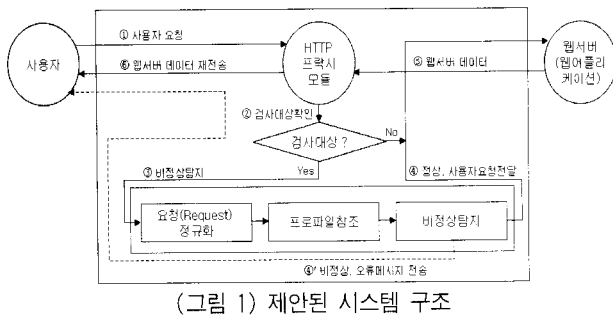 ① 사용자 요청
사용자
HTTP
프락시
모듈
웹서버
(웹어플리
케이션)
⑥ 웹서버 데이터 재전송
⑤ 웹서버 데이터
② 검사대상확인
검사대상 ?
No
Yes
③ 비정상탐지
④ 정상, 사용자요청전달
요청(Request)
정규화
프로파일참조
비정상탐지
④' 비정상, 오류메시지 전송
(그림 1) 제안된 시스템 구조